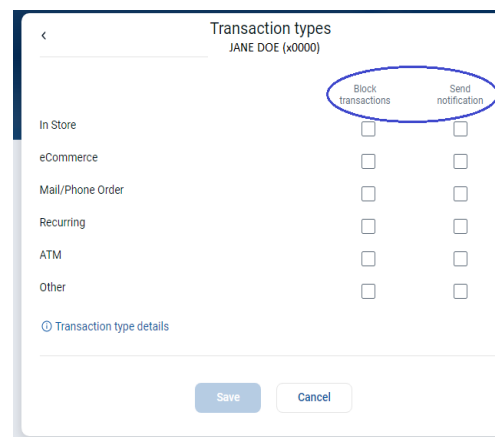 Transaction types
JANE DOE (x0000)
Block transactions
Send notification
In Store
eCommerce
Mail/Phone Order
Recurring
ATM
Other
Transaction type details
Save
Cancel